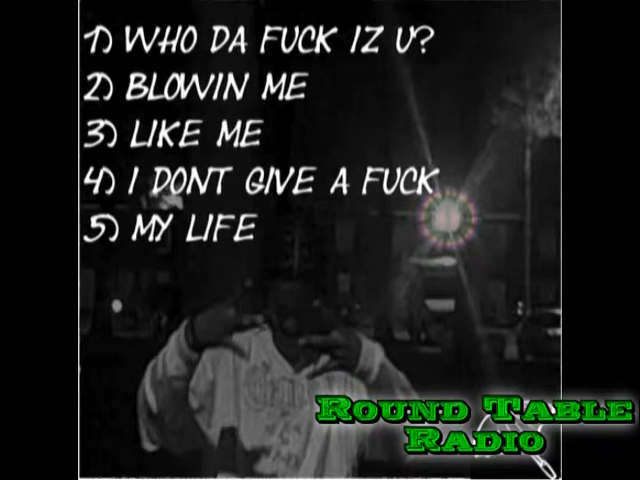 1) WHO DA FUCK IZ U?
2) BLOWIN ME
3) LIKE ME
4) I DONT GIVE A FUCK
5) MY LIFE
ROUND TABLE
RADIO